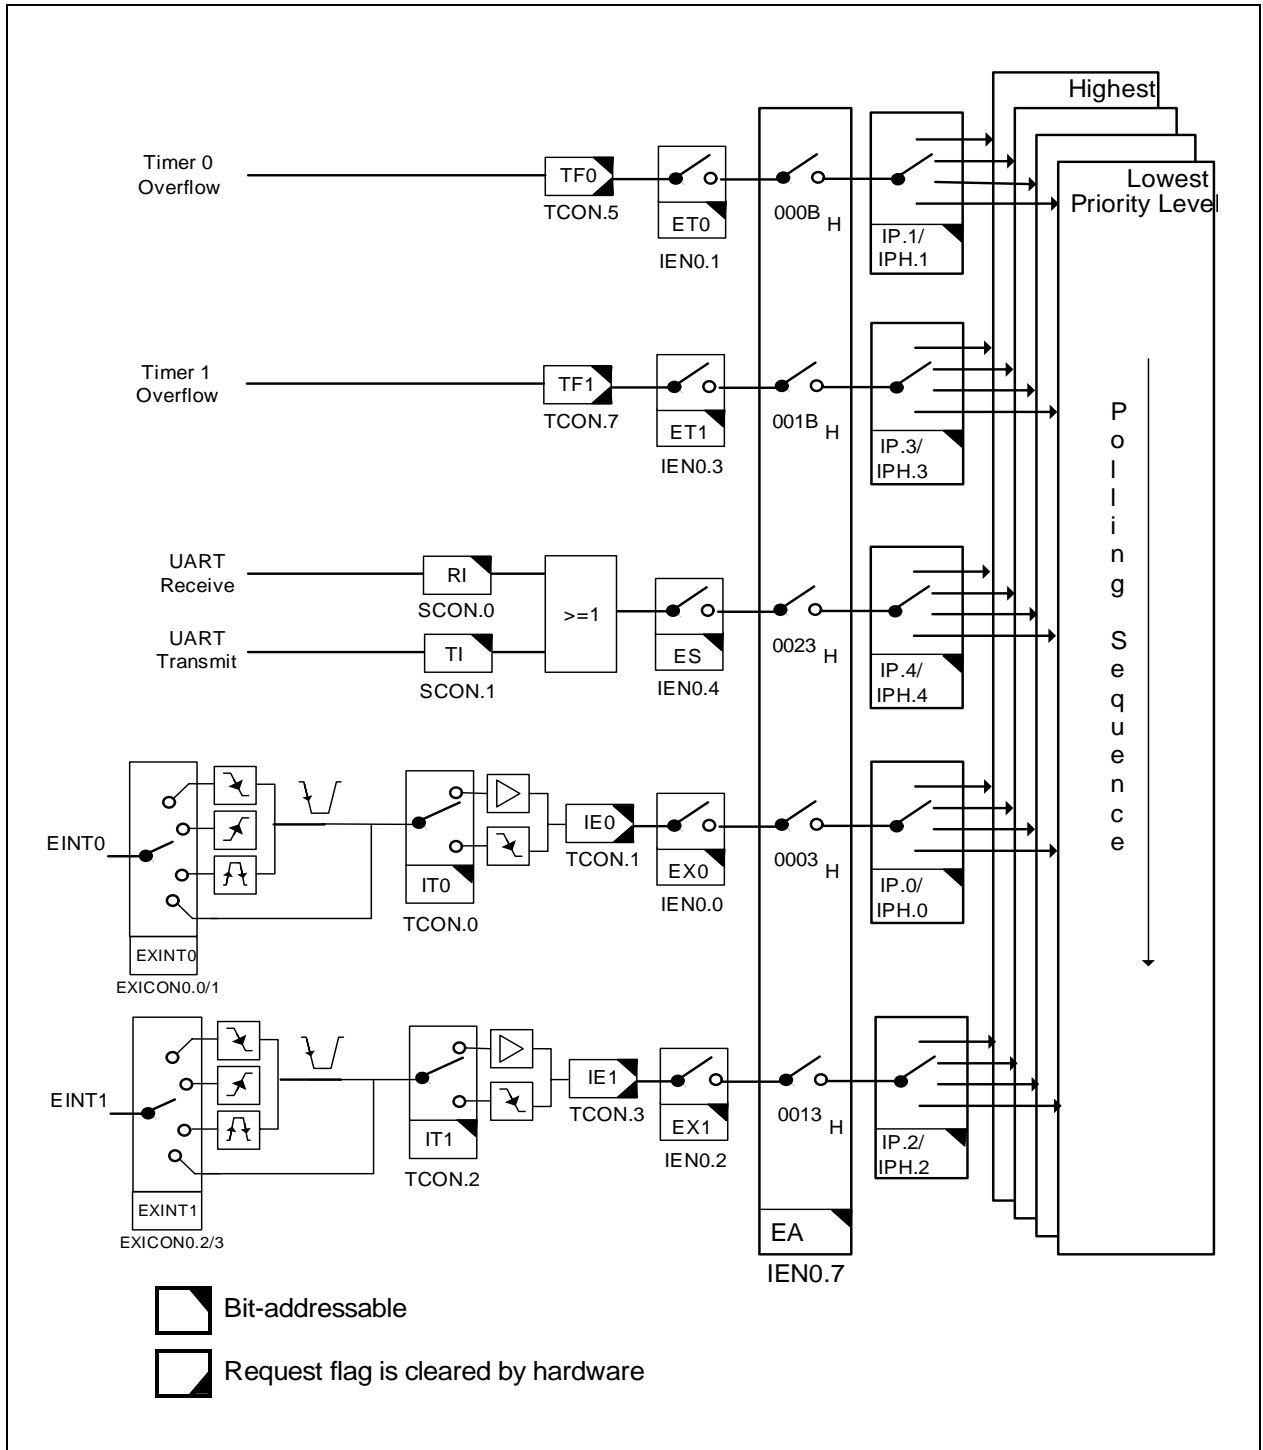 Highest
Lowest
Priority Level
Timer 0
Overflow
TF0
TCON.5
ET0
IEN0.1
000B H
IP.1/
IPH.1
Timer 1
Overflow
TF1
TCON.7
ET1
IEN0.3
001B H
IP.3/
IPH.3
Polling Sequence
UART
Receive
RI
SCON.0
UART
Transmit
TI
SCON.1
>=1
ES
IEN0.4
0023 H
IP.4/
IPH.4
EINT0
EXINT0
EXICON0.0/1
IT0
TCON.0
IE0
TCON.1
EX0
IEN0.0
0003 H
IP.0/
IPH.0
EINT1
EXINT1
EXICON0.2/3
IT1
TCON.2
IE1
TCON.3
EX1
IEN0.2
0013 H
IP.2/
IPH.2
EA
IEN0.7
Bit-addressable
Request flag is cleared by hardware